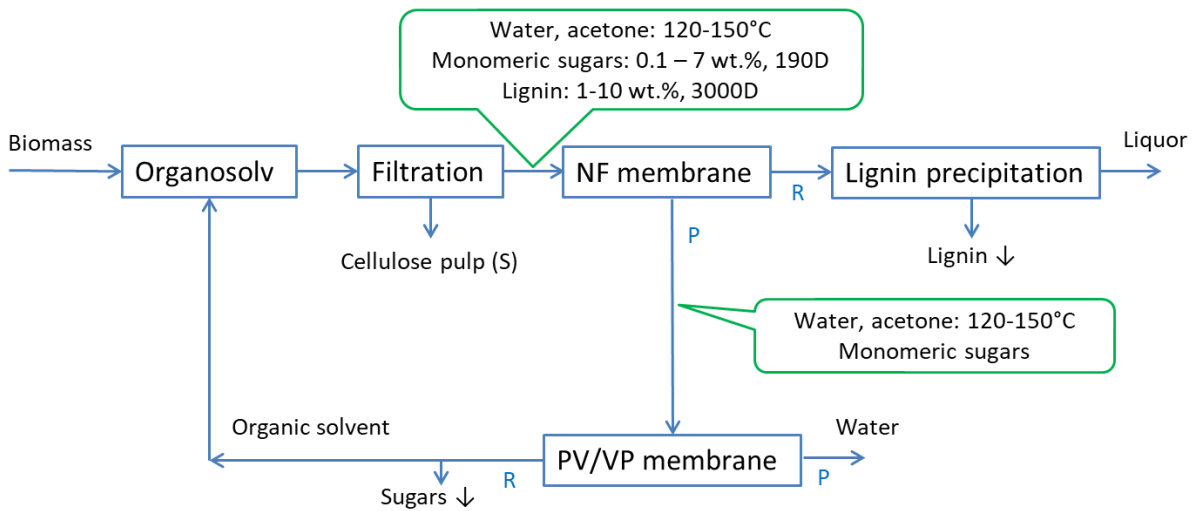 Water, acetone: 120-150°C
Monomeric sugars: 0.1 – 7 wt.%, 190D
Lignin: 1-10 wt.%, 3000D
Biomass
Organosolv
Filtration
NF membrane
R
Lignin precipitation
Liquor
Cellulose pulp (S)
P
Lignin ↓
Water, acetone: 120-150°C
Monomeric sugars
Organic solvent
Sugars ↓
R
PV/VP membrane
P
Water